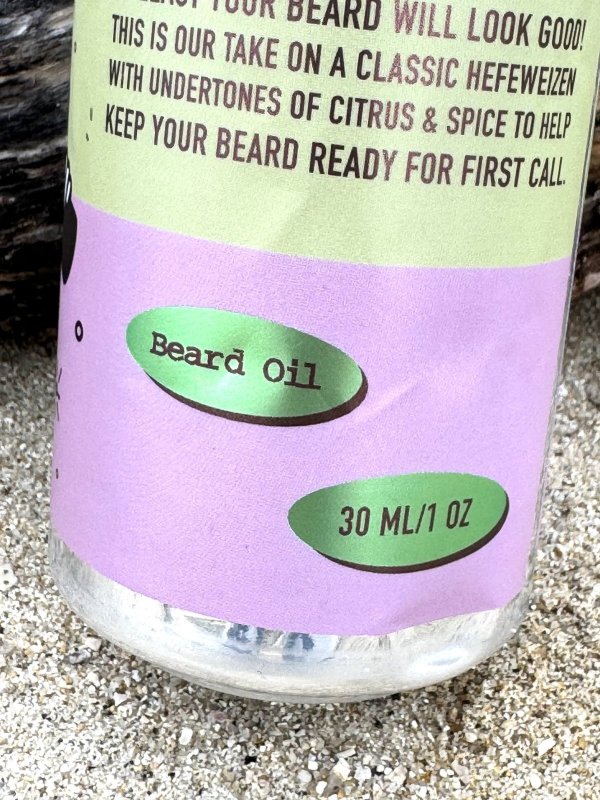 YOUR BEARD WILL LOOK GOOD!
THIS IS OUR TAKE ON A CLASSIC HEFEWEIZEN
WITH UNDERTONES OF CITRUS & SPICE TO HELP
KEEP YOUR BEARD READY FOR FIRST CALL.
Beard Oil
30 ML/1 OZ